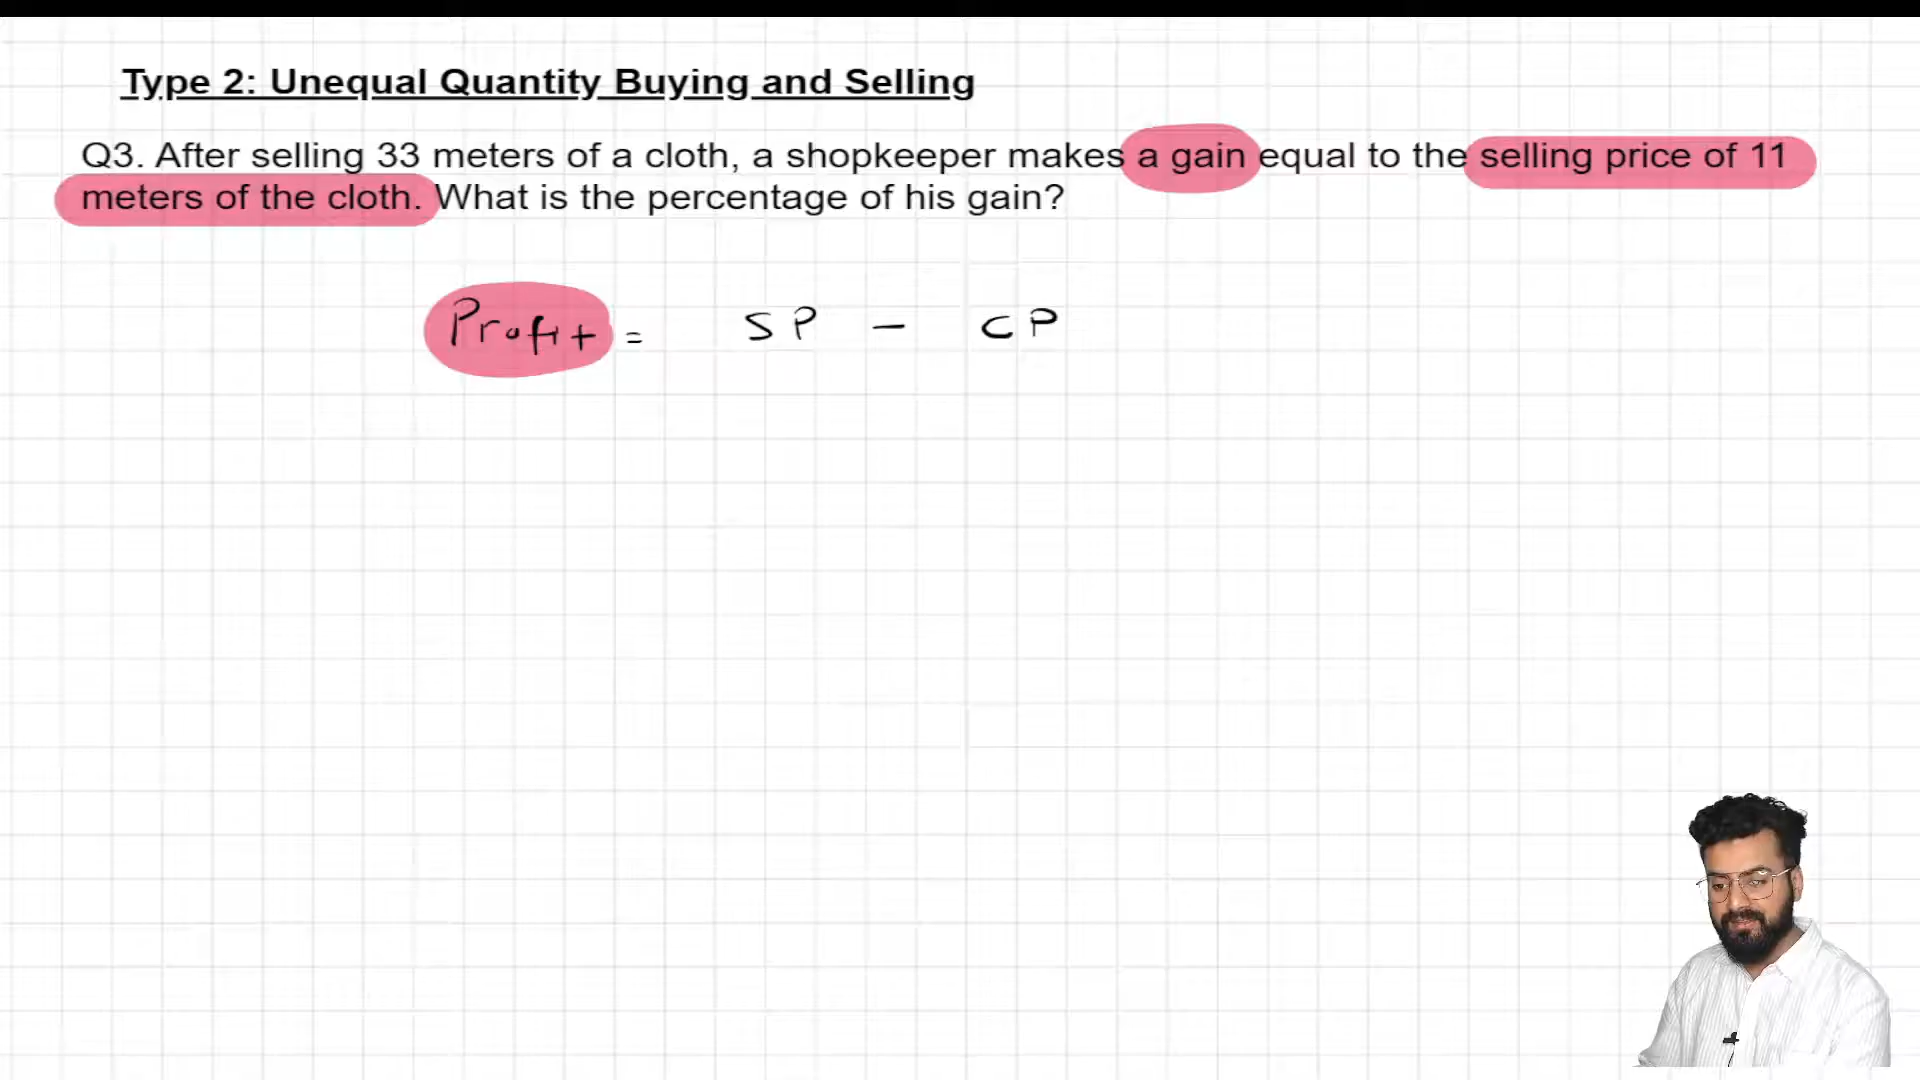 Type 2: Unequal Quantity Buying and Selling
Q3. After selling 33 meters of a cloth, a shopkeeper makes a gain equal to the selling price of 11
meters of the cloth. What is the percentage of his gain?
Profit = SP - CP